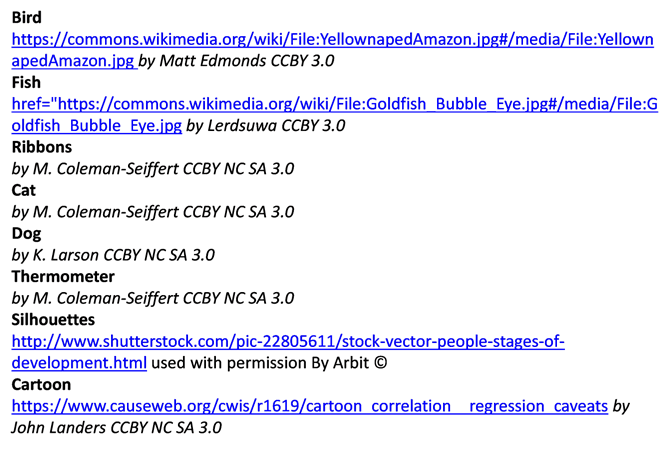 Bird
https://commons.wikimedia.org/wiki/File:YellownapedAmazon.jpg#/media/File:Yellown
apedAmazon.jpg by Matt Edmonds CCBY 3.0
Fish
href="https://commons.wikimedia.org/wiki/File:Goldfish_Bubble_Eye.jpg#/media/File:G
oldfish_Bubble_Eye.jpg by Lerdsuwa CCBY 3.0
Ribbons
by M. Coleman-Seiffert CCBY NC SA 3.0
Cat
by M. Coleman-Seiffert CCBY NC SA 3.0
Dog
by K. Larson CCBY NC SA 3.0
Thermometer
by M. Coleman-Seiffert CCBY NC SA 3.0
Silhouettes
http://www.shutterstock.com/pic-22805611/stock-vector-people-stages-of-
development.html used with permission By Arbit ©
Cartoon
https://www.causeweb.org/cwis/r1619/cartoon_correlation__regression_caveats by
John Landers CCBY NC SA 3.0